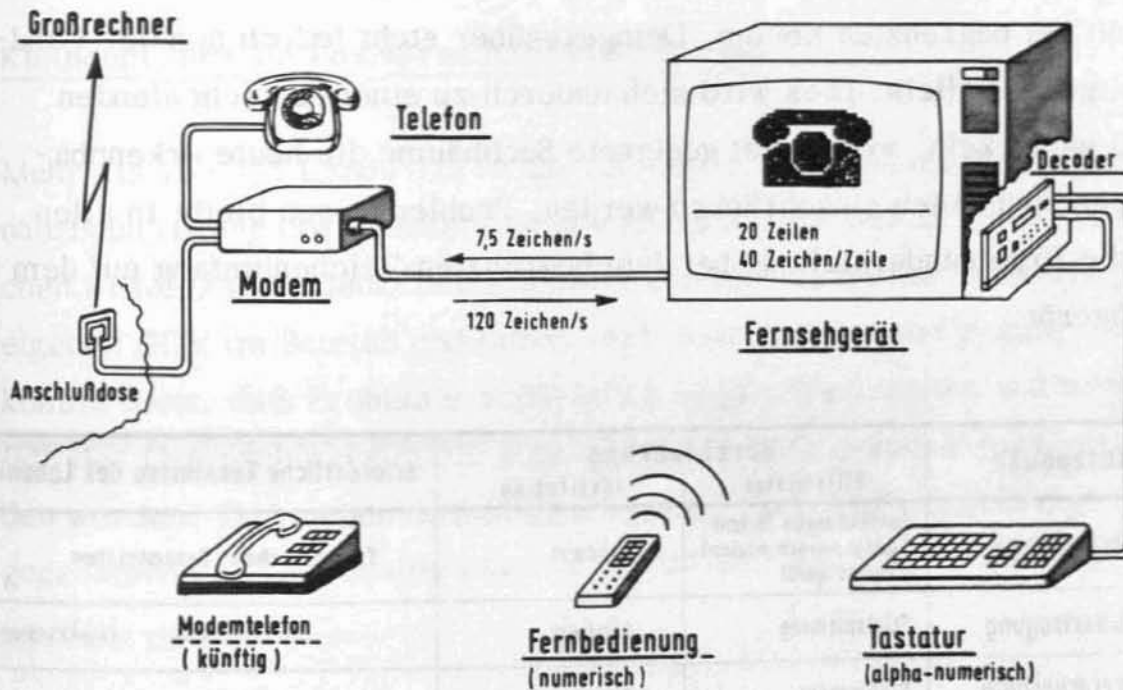 Großrechner
Telefon
Decoder
7,5 Zeichen/s
20 Zeilen
40 Zeichen/Zeile
Modem
120 Zeichen/s
Fernsehgerät
Anschlußdose
Modemtelefon
( künftig )
Fernbedienung
(numerisch)
Tastatur
(alpha-numerisch)